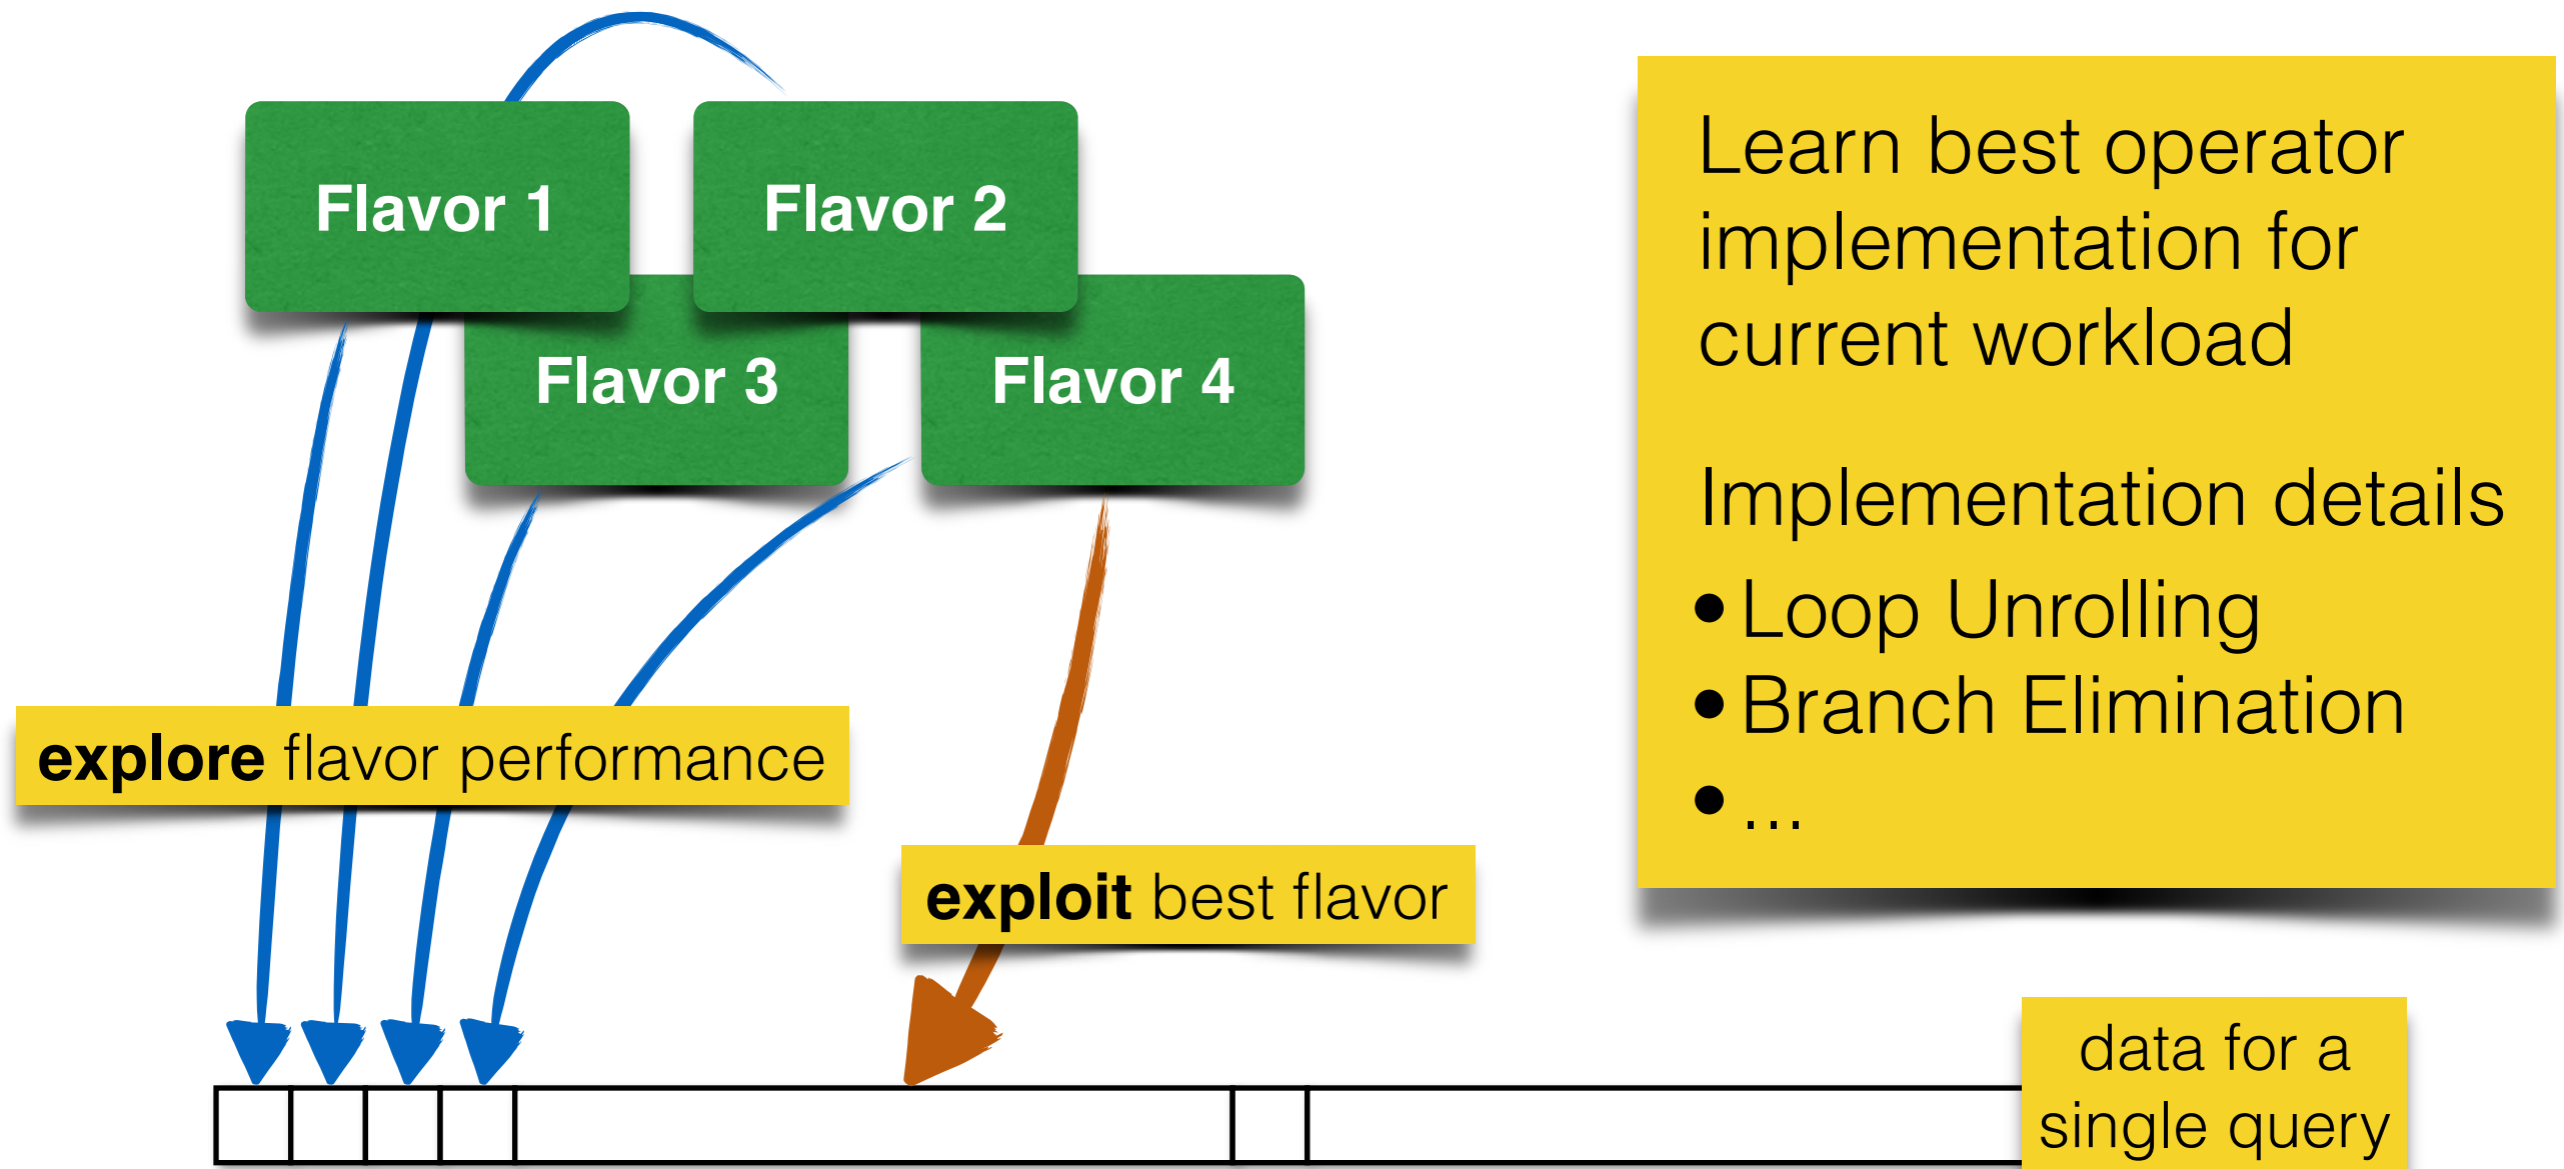 Flavor 1
Flavor 2
Flavor 3
Flavor 4
explore flavor performance
exploit best flavor
Learn best operator
implementation for
current workload
Implementation details
• Loop Unrolling
• Branch Elimination
• ...
data for a
single query